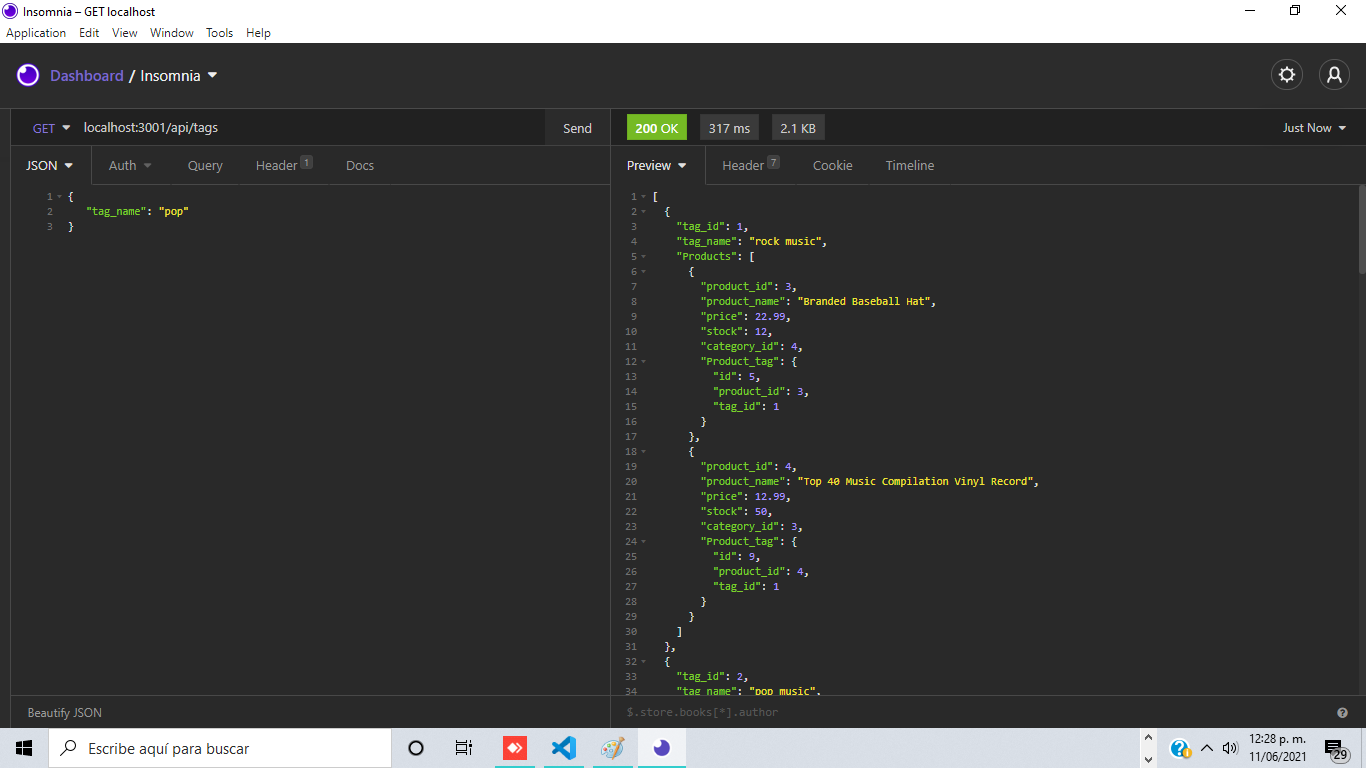 Insomnia – GET localhost
Application Edit View Window Tools Help
Dashboard / Insomnia
GET localhost:3001/api/tags Send
200 OK 317 ms 2.1 KB Just Now
JSON Auth Query Header 1 Docs
Preview Header 7 Cookie Timeline
1 {
2 "tag_name": "pop"
3 }
1 [
2 {
3 "tag_id": 1,
4 "tag_name": "rock music",
5 "Products": [
6 {
7 "product_id": 3,
8 "product_name": "Branded Baseball Hat",
9 "price": 22.99,
10 "stock": 12,
11 "category_id": 4,
12 "Product_tag": {
13 "id": 5,
14 "product_id": 3,
15 "tag_id": 1
16 }
17 },
18 {
19 "product_id": 4,
20 "product_name": "Top 40 Music Compilation Vinyl Record",
21 "price": 12.99,
22 "stock": 50,
23 "category_id": 3,
24 "Product_tag": {
25 "id": 9,
26 "product_id": 4,
27 "tag_id": 1
28 }
29 }
30 ]
31 },
32 {
33 "tag_id": 2,
34 "tag_name": "pop music",
Beautify JSON
$.store.books[*].author
Escribe aquí para buscar
12:28 p. m.
11/06/2021
29